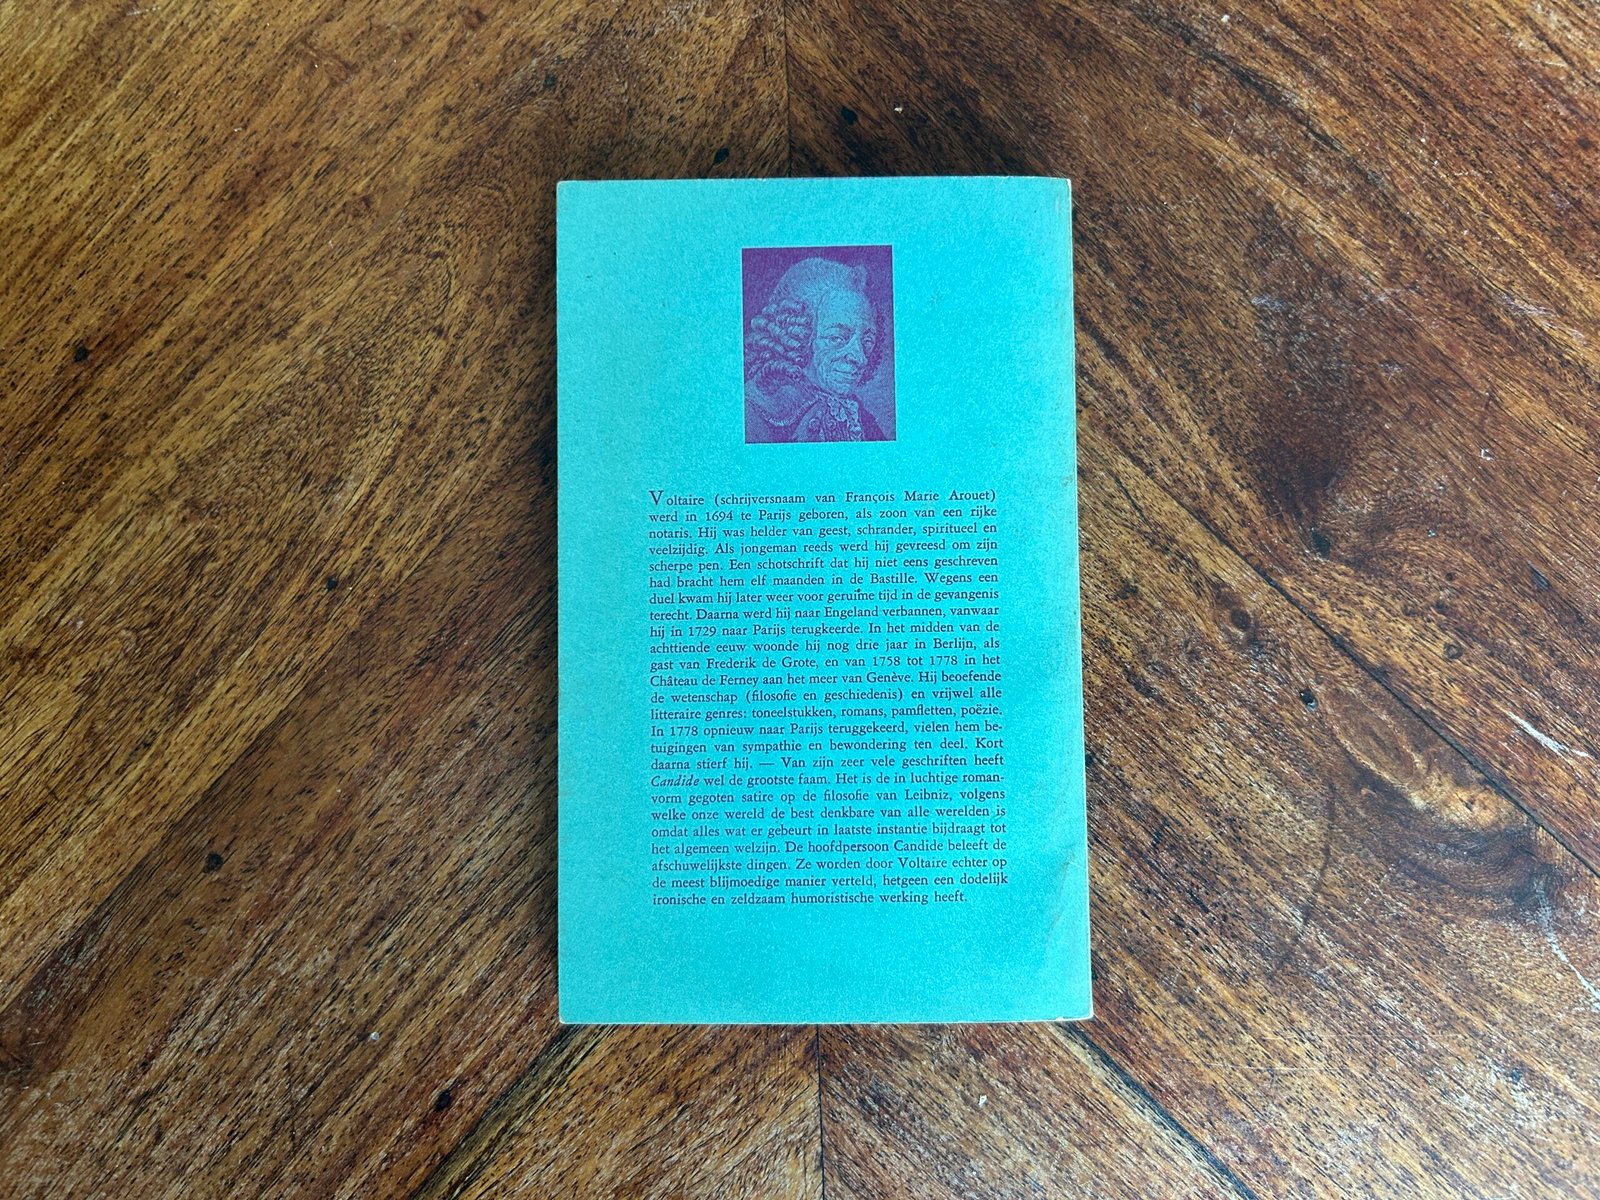 Voltaire (schrijversnaam van François Marie Arouet)
werd in 1694 te Parijs geboren, als zoon van een rijke
notaris. Hij was helder van geest, schrander, spiritueel en
veelzijdig. Als jongeman reeds werd hij gevreesd om zijn
scherpe pen. Een schotschrift dat hij niet eens geschreven
had bracht hem elf maanden in de Bastille. Wegens een
duel kwam hij later weer voor geruime tijd in de gevangenis
terecht. Daarna werd hij naar Engeland verbannen, vanwaar
hij in 1729 naar Parijs terugkeerde. In het midden van de
achttiende eeuw woonde hij nog drie jaar in Berlijn, als
gast van Frederik de Grote, en van 1758 tot 1778 in het
Château de Ferney aan het meer van Genève. Hij beoefende
de wetenschap (filosofie en geschiedenis) en vrijwel alle
litteraire genres: toneelstukken, romans, pamfletten, poëzie.
In 1778 opnieuw naar Parijs teruggekeerd, vielen hem be-
tuigingen van sympathie en bewondering ten deel. Kort
daarna stierf hij. — Van zijn zeer vele geschriften heeft
Candide wel de grootste faam. Het is de in luchtige roman-
vorm gegoten satire op de filosofie van Leibniz, volgens
welke onze wereld de best denkbare van alle werelden is
omdat alles wat er gebeurt in laatste instantie bijdraagt tot
het algemeen welzijn. De hoofdpersoon Candide beleeft de
afschuwelijkste dingen. Ze worden door Voltaire echter op
de meest blijmoedige manier verteld, hetgeen een dodelijk
ironische en zeldzaam humoristische werking heeft.